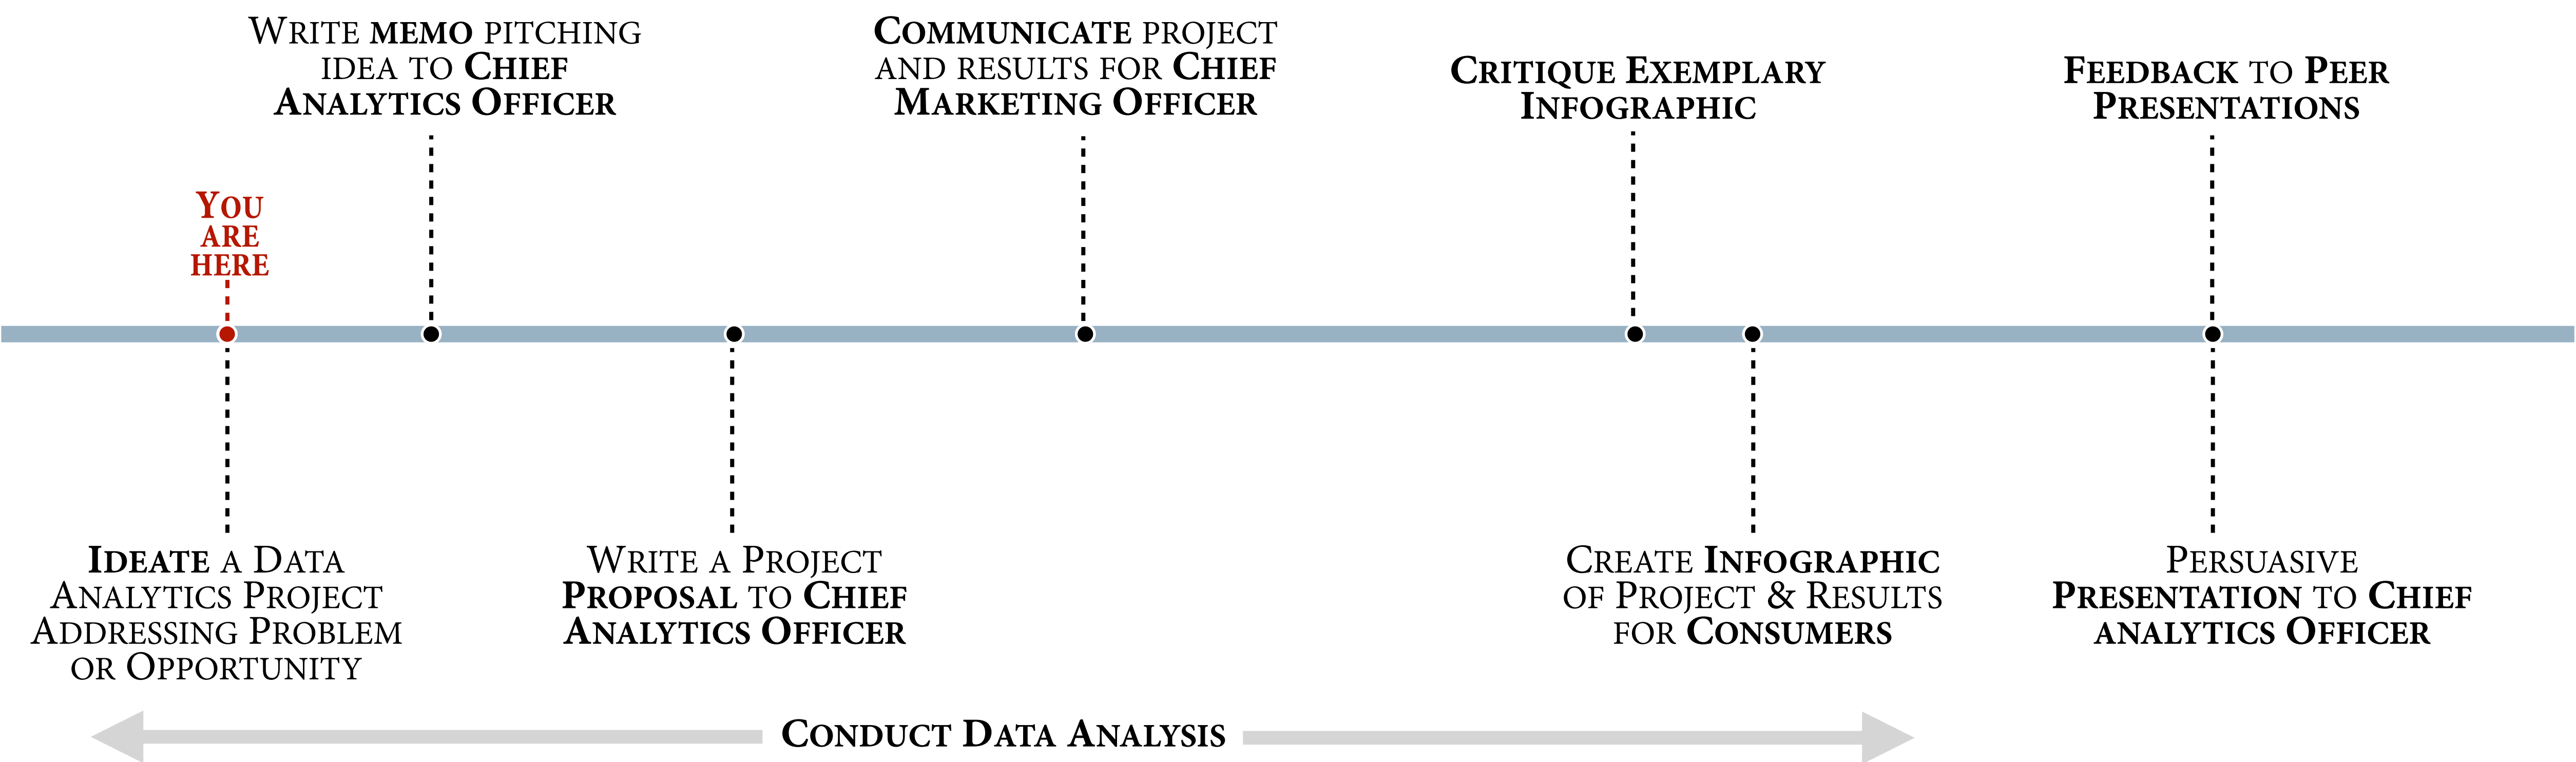 Write memo pitching
idea to Chief
Analytics Officer
Communicate project
and results for Chief
Marketing Officer
Critique Exemplary
Infographic
Feedback to Peer
Presentations
You
are
here
Ideate a Data
Analytics Project
Addressing Problem
or Opportunity
Write a Project
Proposal to Chief
Analytics Officer
Create Infographic
of Project & Results
for Consumers
Persuasive
Presentation to Chief
analytics Officer
Conduct Data Analysis